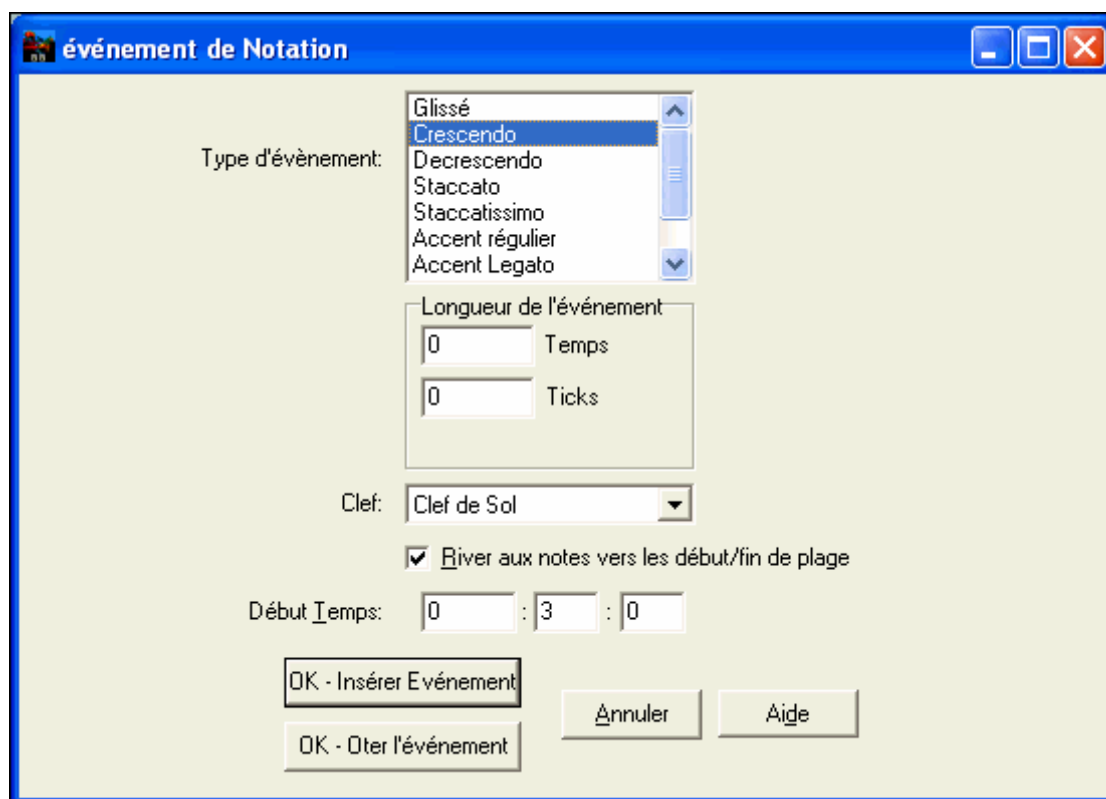 événement de Notation
Type d'évènement:
Glissé
Crescendo
Decrescendo
Staccato
Staccatissimo
Accent régulier
Accent Legato
Longueur de l'événement
0 Temps
0 Ticks
Clef: Clef de Sol
River aux notes vers les début/fin de plage
Début Temps: 0 : 3 : 0
OK - Insérer Evénement
Annuler Aide
OK - Oter l'événement